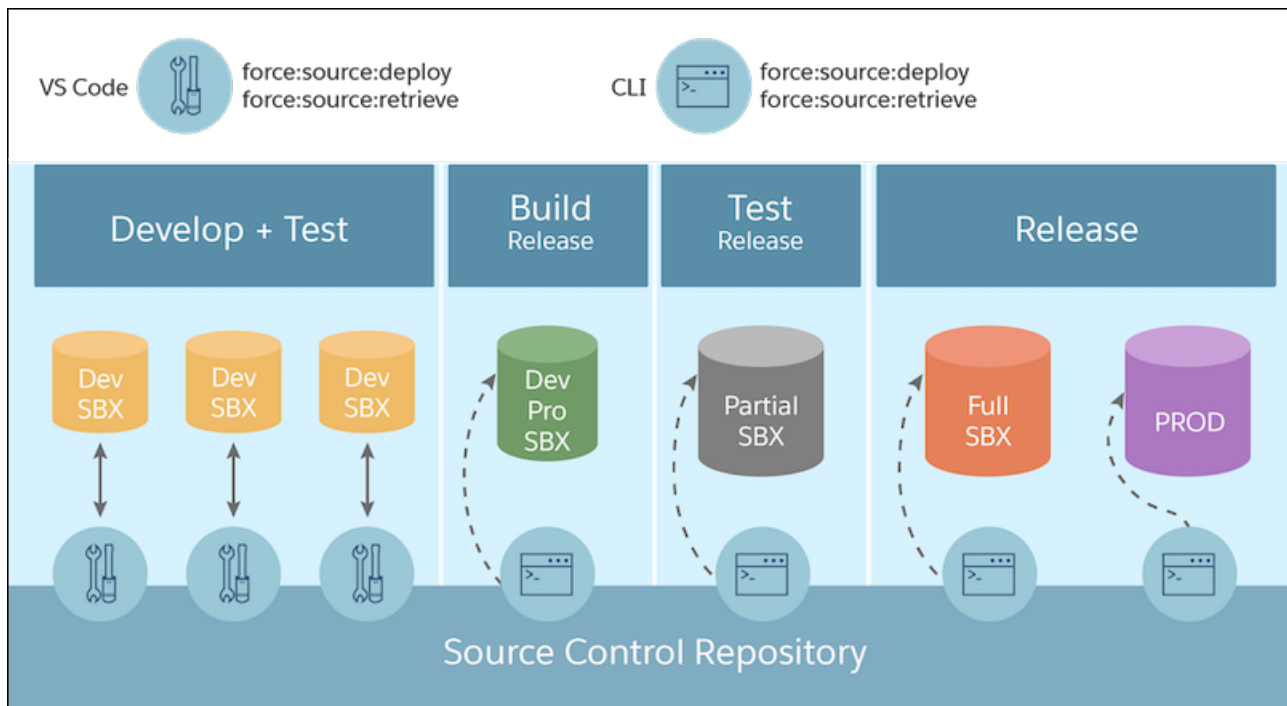 VS Code
force:source:deploy
force:source:retrieve
CLI
force:source:deploy
force:source:retrieve
Develop + Test
Build
Release
Test
Release
Release
Dev
SBX
Dev
SBX
Dev
SBX
Dev
Pro
SBX
Partial
SBX
Full
SBX
PROD
>_
>_
>_
>_
>_
Source Control Repository